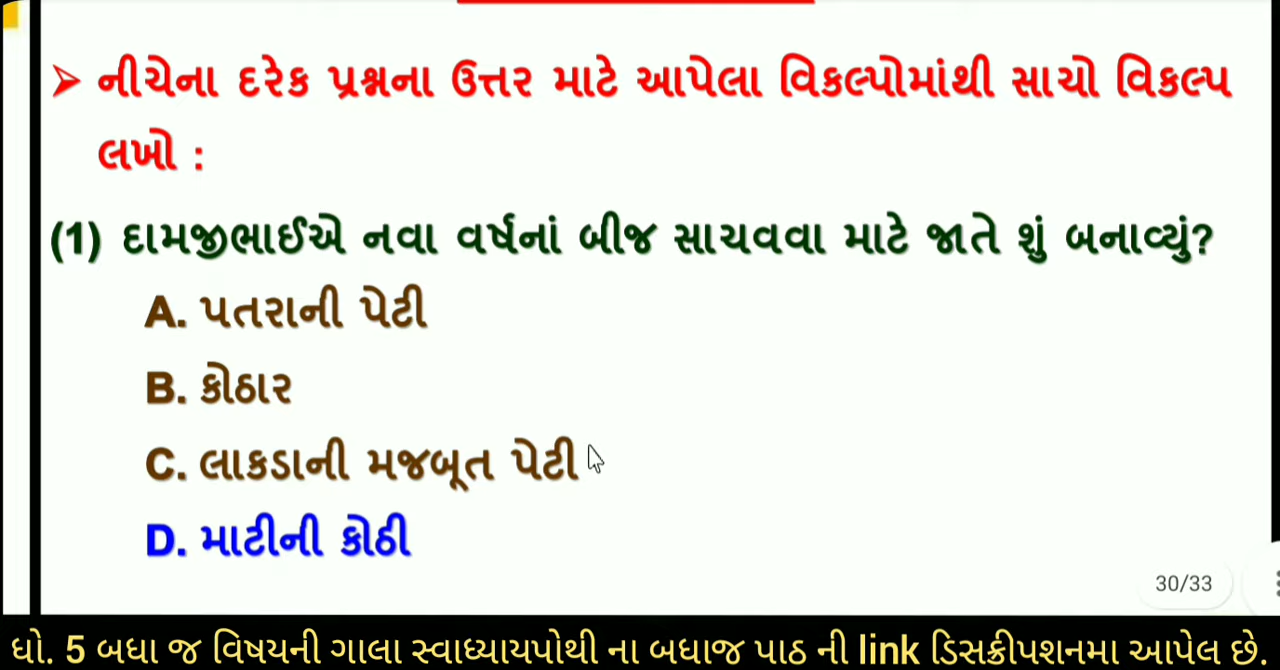 ➢ નીચેના દરેક પ્રશ્નના ઉત્તર માટે આપેલા વિકલ્પોમાંથી સાચો વિકલ્પ
લખો :
(1) દામજીભાઈએ નવા વર્ષનાં બીજ સાચવવા માટે જાતે શું બનાવ્યું?
A. પતરાની પેટી
B. કોઠાર
C. લાકડાની મજબૂત પેટી
D. માટીની કોઠી
30/33
ધો. 5 બધા જ વિષયની ગાલા સ્વાધ્યાયપોથી ના બધાજ પાઠ ની link ડિસક્રીપશનમા આપેલ છે.